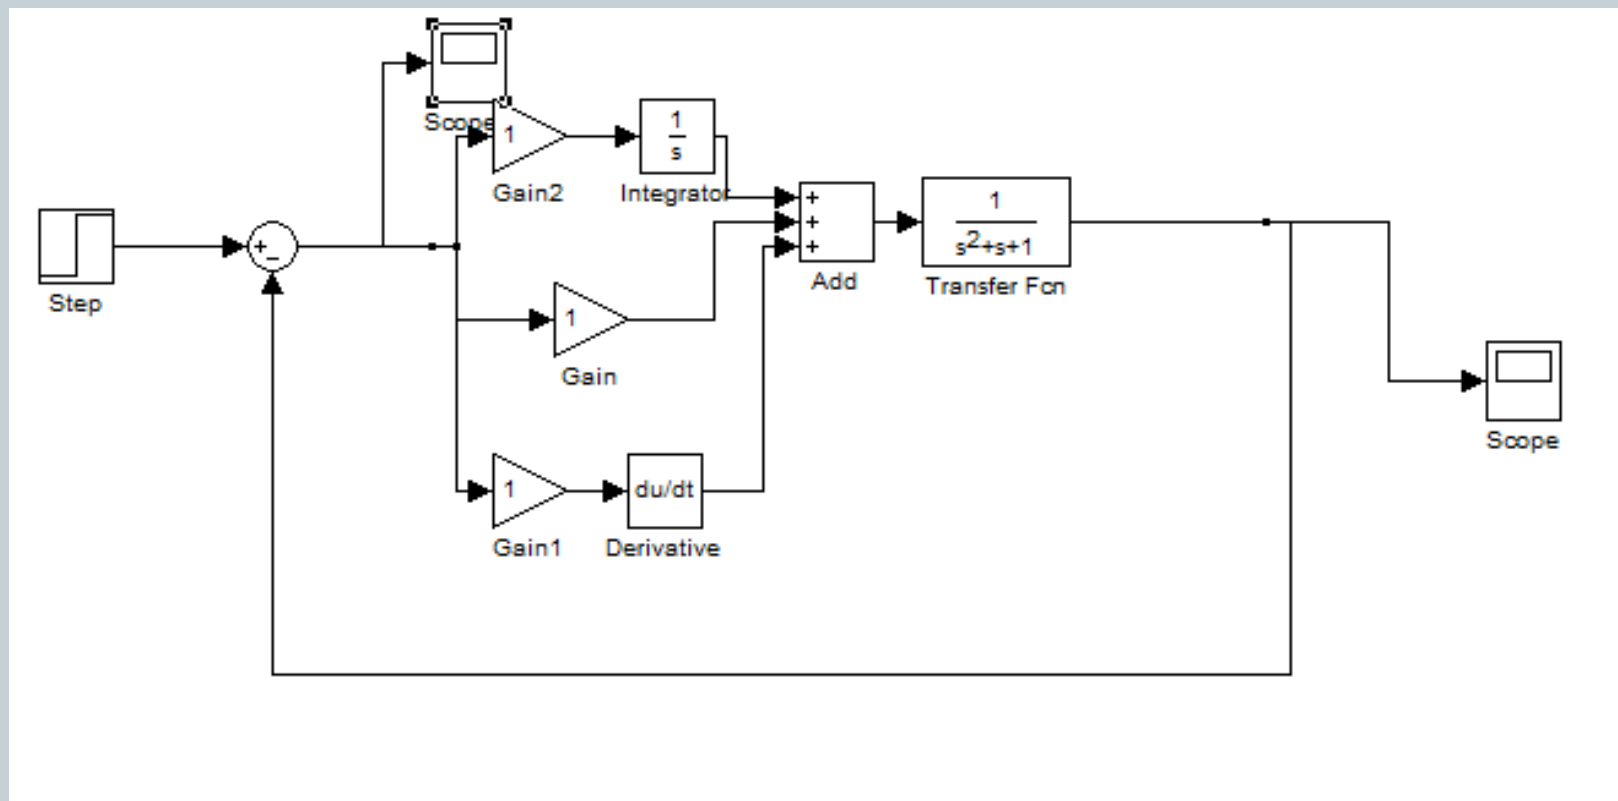 Scope
1
Gain2
1
s
Integrator
+
−
Step
+
+
+
Add
1
s2+s+1
Transfer Fcn
1
Gain
Scope
1
Gain1
du/dt
Derivative